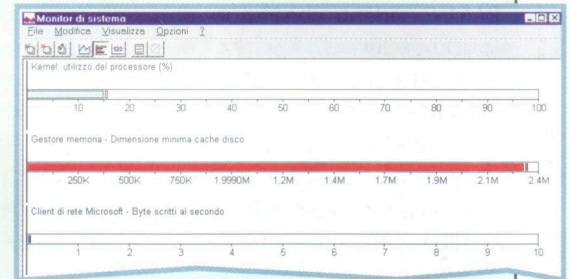 Monitor di sistema
File Modifica Visualizza Opzioni ?
Kernel: utilizzo del processore (%)
10 20 30 40 50 60 70 80 90 100
Gestore memoria - Dimensione minima cache disco
250K 500K 750K 1.9990M 1.2M 1.4M 1.7M 1.9M 2.1M 2.4M
Client di rete Microsoft - Byte scritti al secondo
1 2 3 4 5 6 7 8 9 10